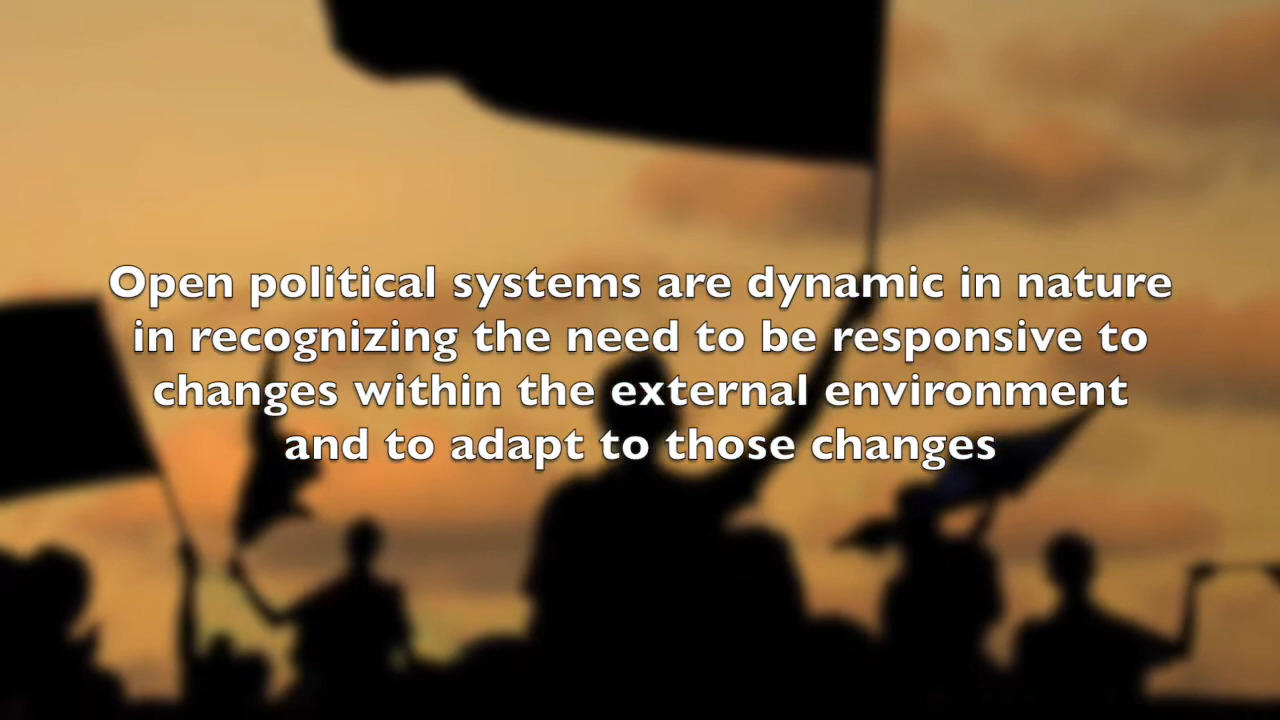 Open political systems are dynamic in nature
in recognizing the need to be responsive to
changes within the external environment
and to adapt to those changes